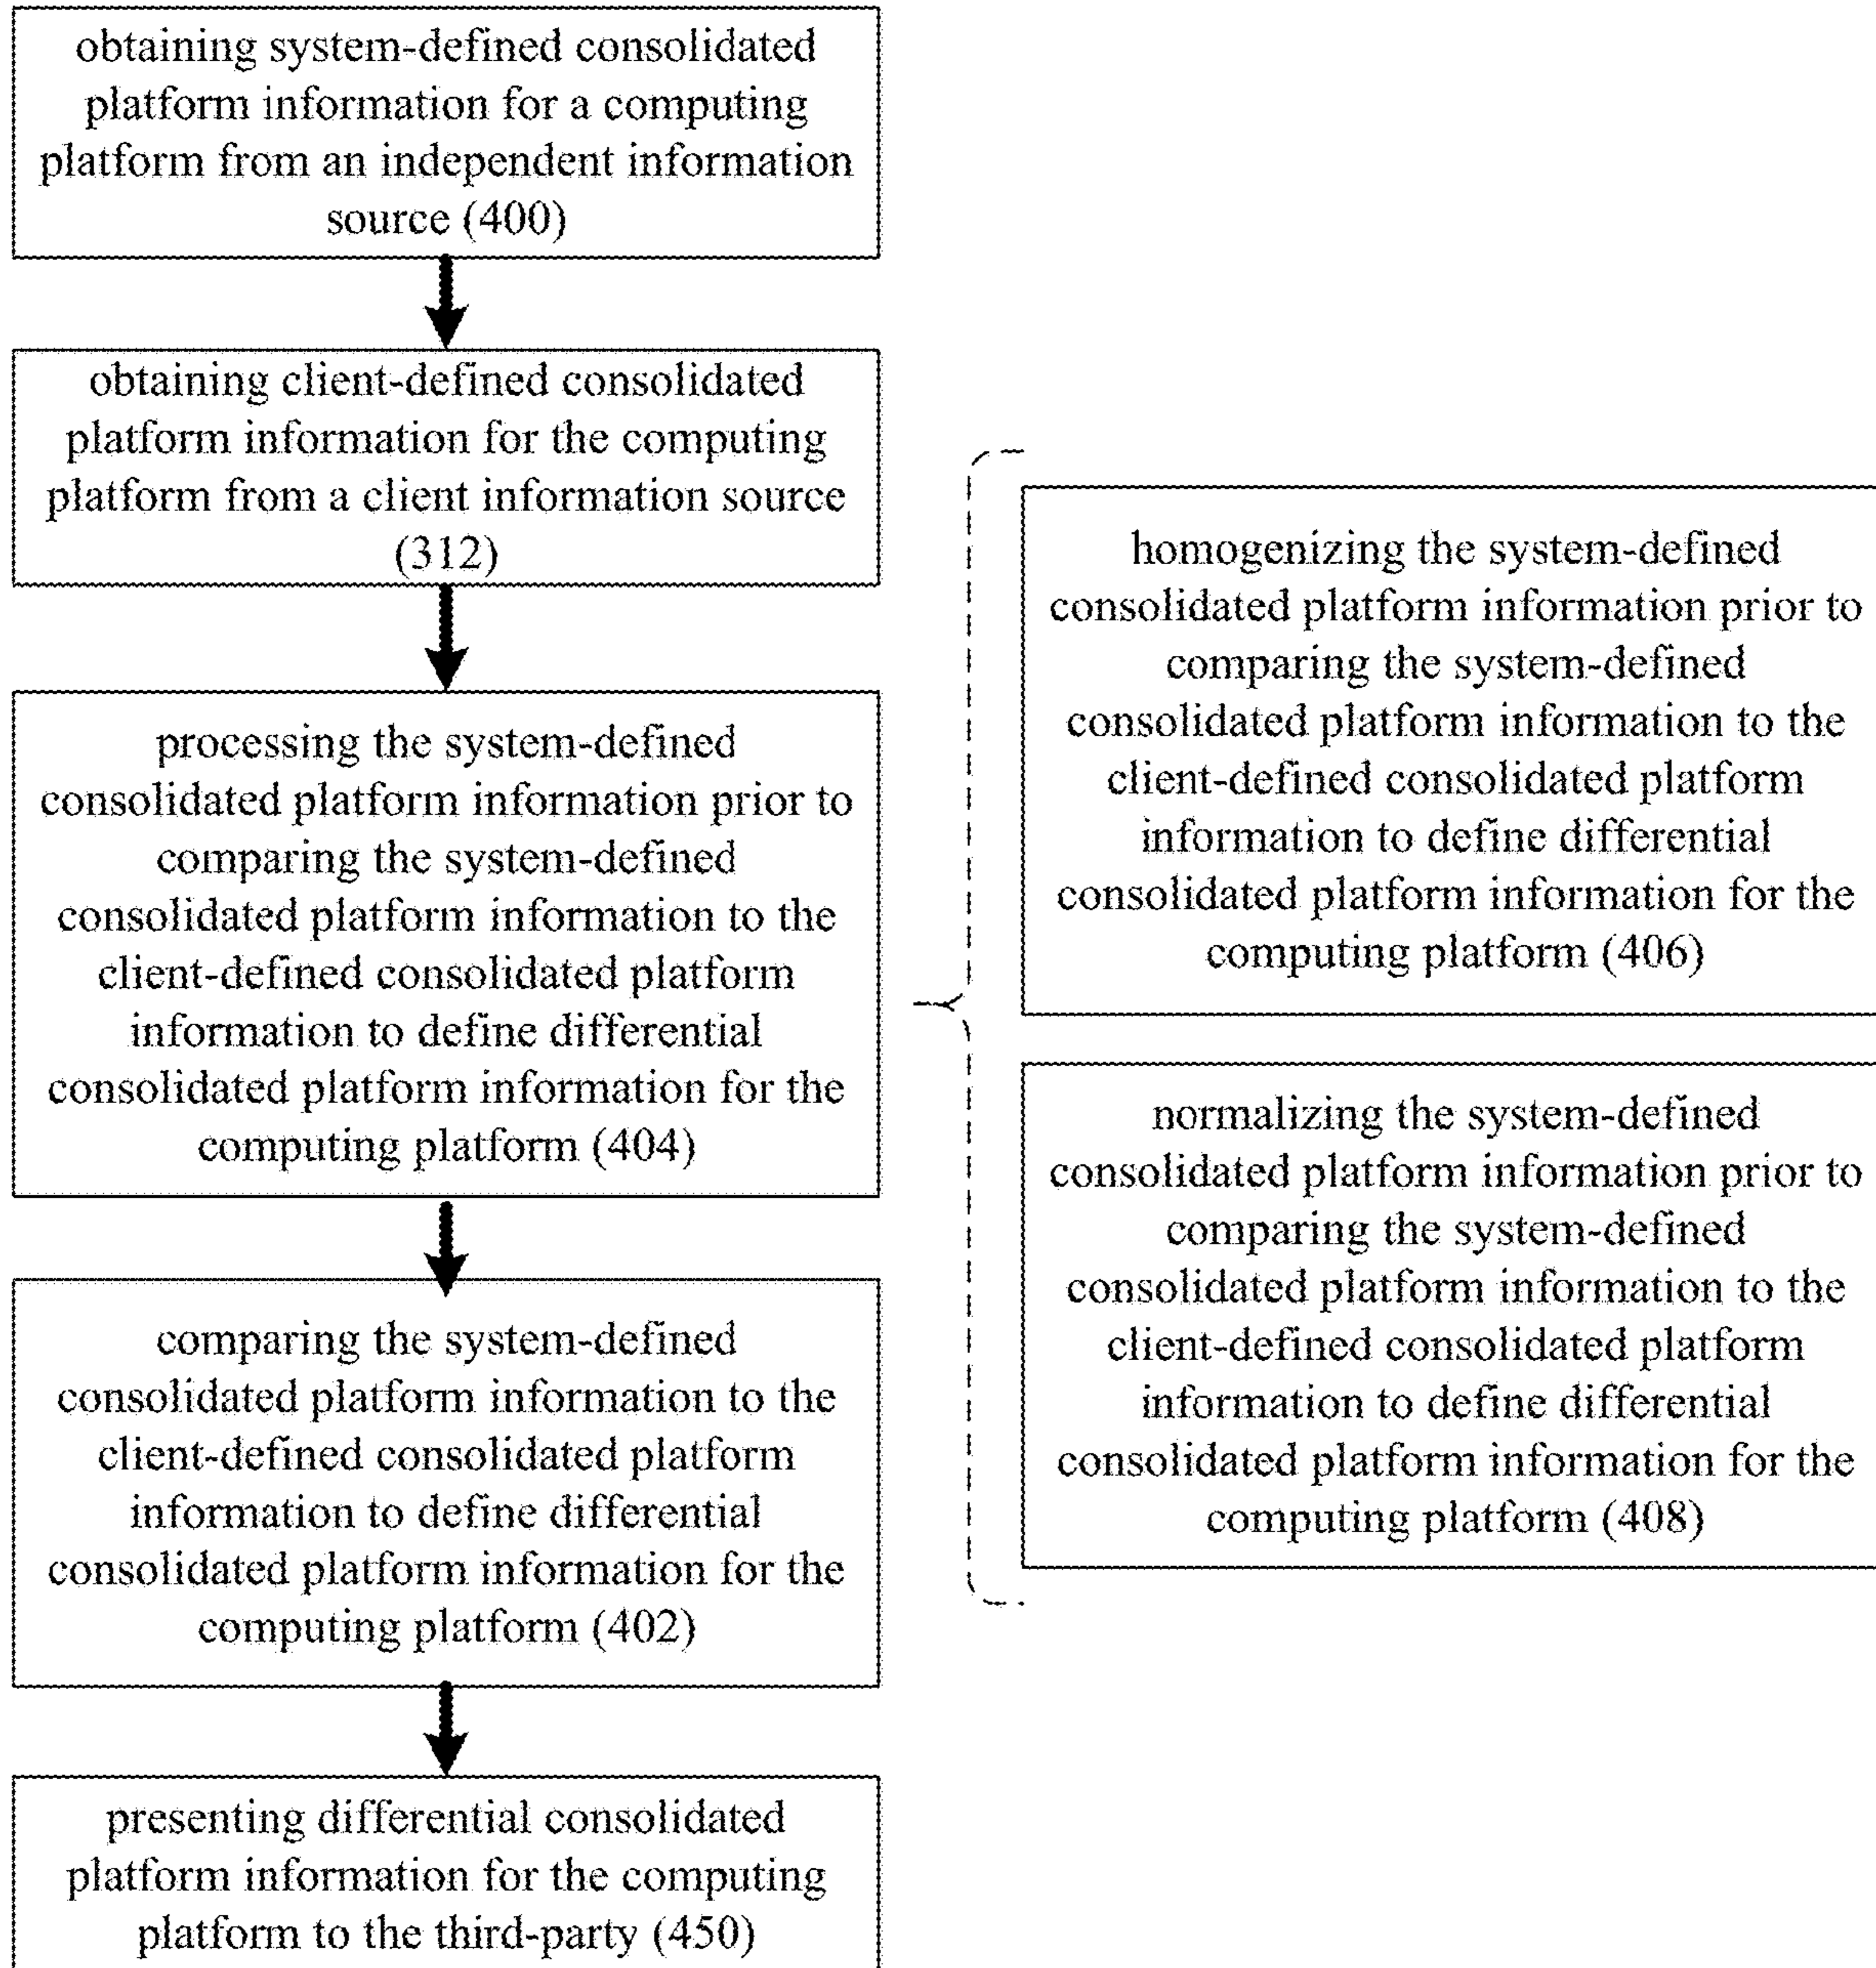 obtaining system-defined consolidated
platform information for a computing
platform from an independent information
source (400)
obtaining client-defined consolidated
platform information for the computing
platform from a client information source
(312)
processing the system-defined
consolidated platform information prior to
comparing the system-defined
consolidated platform information to the
client-defined consolidated platform
information to define differential
consolidated platform information for the
computing platform (404)
homogenizing the system-defined
consolidated platform information prior to
comparing the system-defined
consolidated platform information to the
client-defined consolidated platform
information to define differential
consolidated platform information for the
computing platform (406)
normalizing the system-defined
consolidated platform information prior to
comparing the system-defined
consolidated platform information to the
client-defined consolidated platform
information to define differential
consolidated platform information for the
computing platform (408)
comparing the system-defined
consolidated platform information to the
client-defined consolidated platform
information to define differential
consolidated platform information for the
computing platform (402)
presenting differential consolidated
platform information for the computing
platform to the third-party (450)